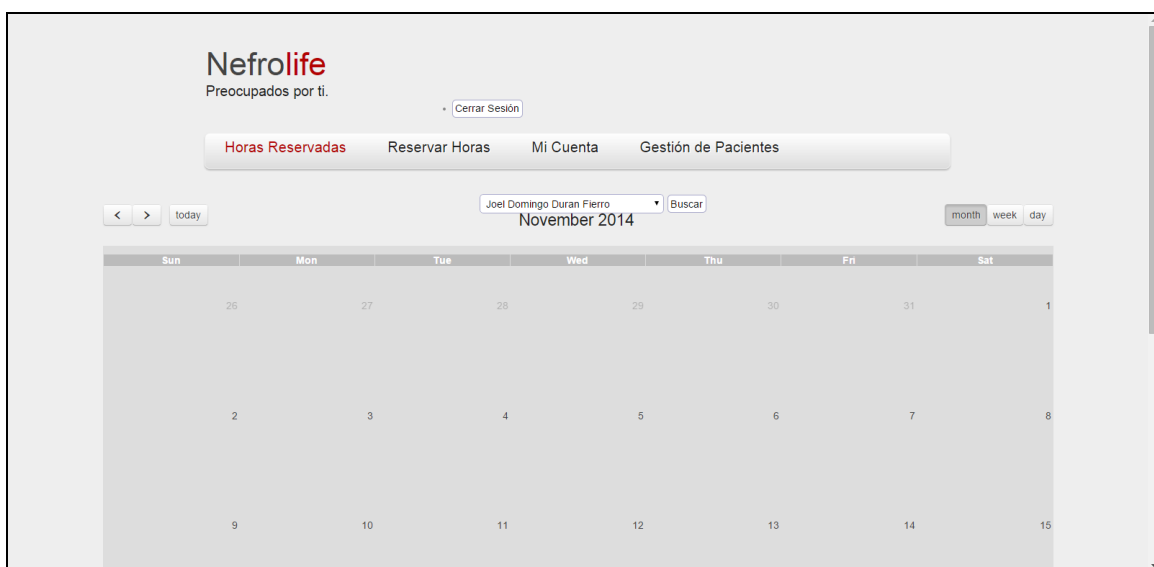 Nefrolife
Preocupados por ti.
Cerrar Sesión
Horas Reservadas Reservar Horas Mi Cuenta Gestión de Pacientes
Joel Domingo Duran Fierro Buscar
< > today November 2014 month week day
Sun Mon Tue Wed Thu Fri Sat
26 27 28 29 30 31 1
2 3 4 5 6 7 8
9 10 11 12 13 14 15